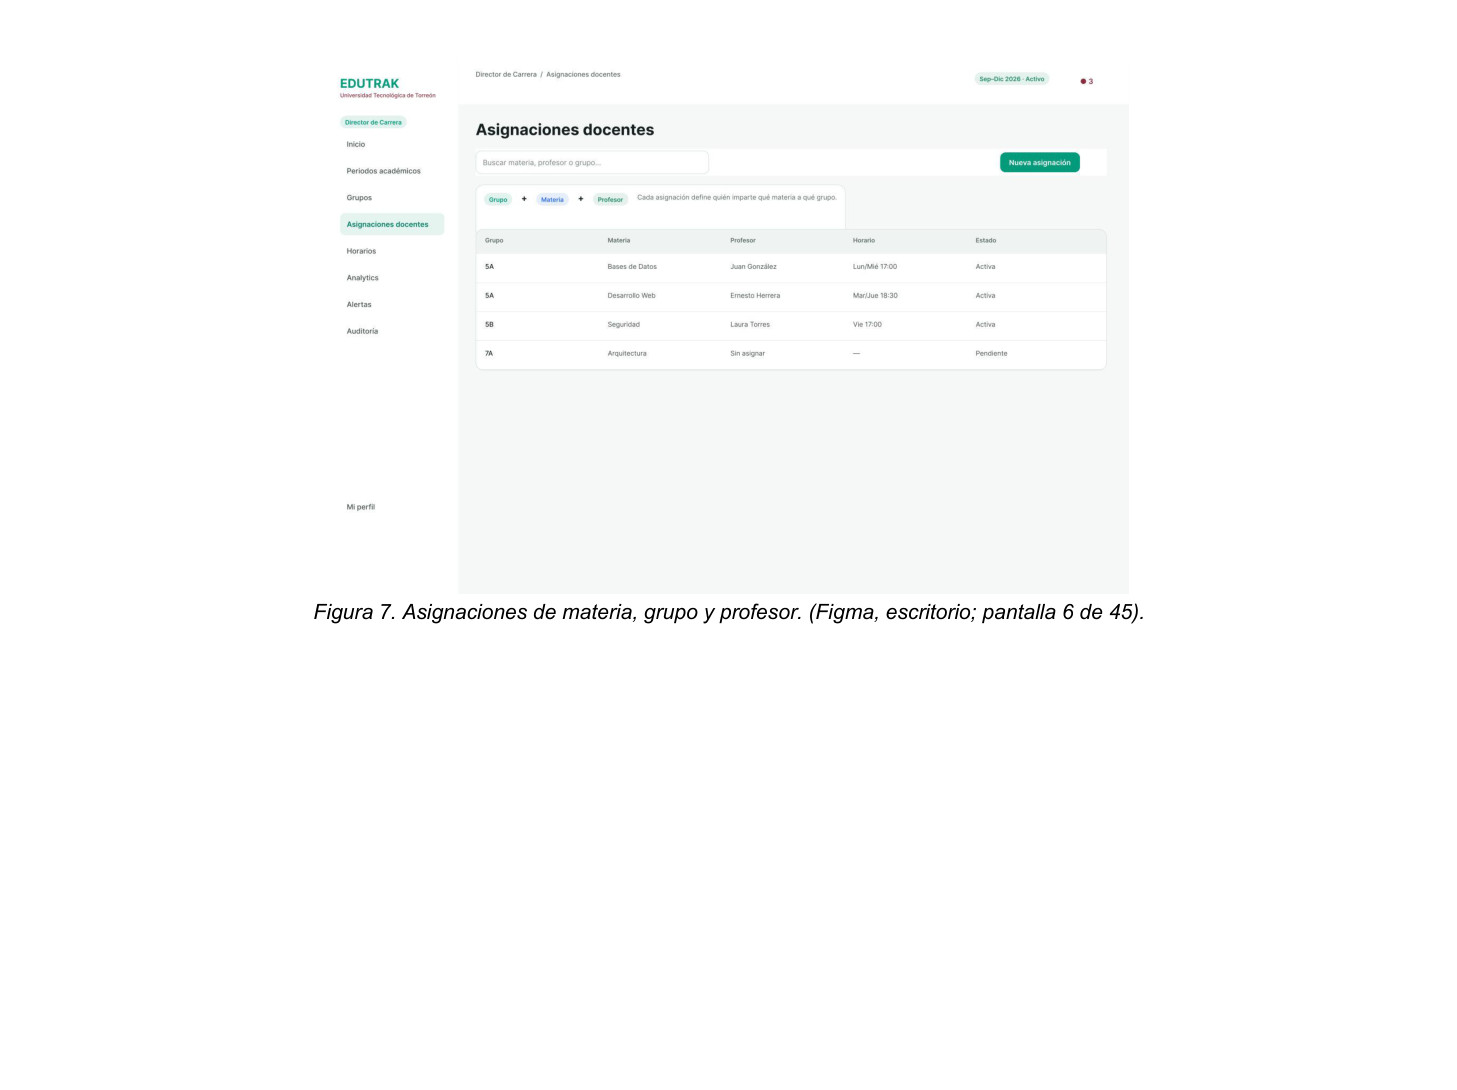 EDUTRAK
Universidad Tecnológica de Torreón
Director de Carrera
Inicio
Periodos académicos
Grupos
Asignaciones docentes
Horarios
Analytics
Alertas
Auditoría
Mi perfil
Director de Carrera / Asignaciones docentes
Sep–Dic 2026 · Activo
3
Asignaciones docentes
Buscar materia, profesor o grupo...
Nueva asignación
Grupo + Materia + Profesor Cada asignación define quién imparte qué materia a qué grupo.
Grupo Materia Profesor Horario Estado
5A Bases de Datos Juan González Lun/Mié 17:00 Activa
5A Desarrollo Web Ernesto Herrera Mar/Jue 18:30 Activa
5B Seguridad Laura Torres Vie 17:00 Activa
7A Arquitectura Sin asignar — Pendiente
Figura 7. Asignaciones de materia, grupo y profesor. (Figma, escritorio; pantalla 6 de 45).